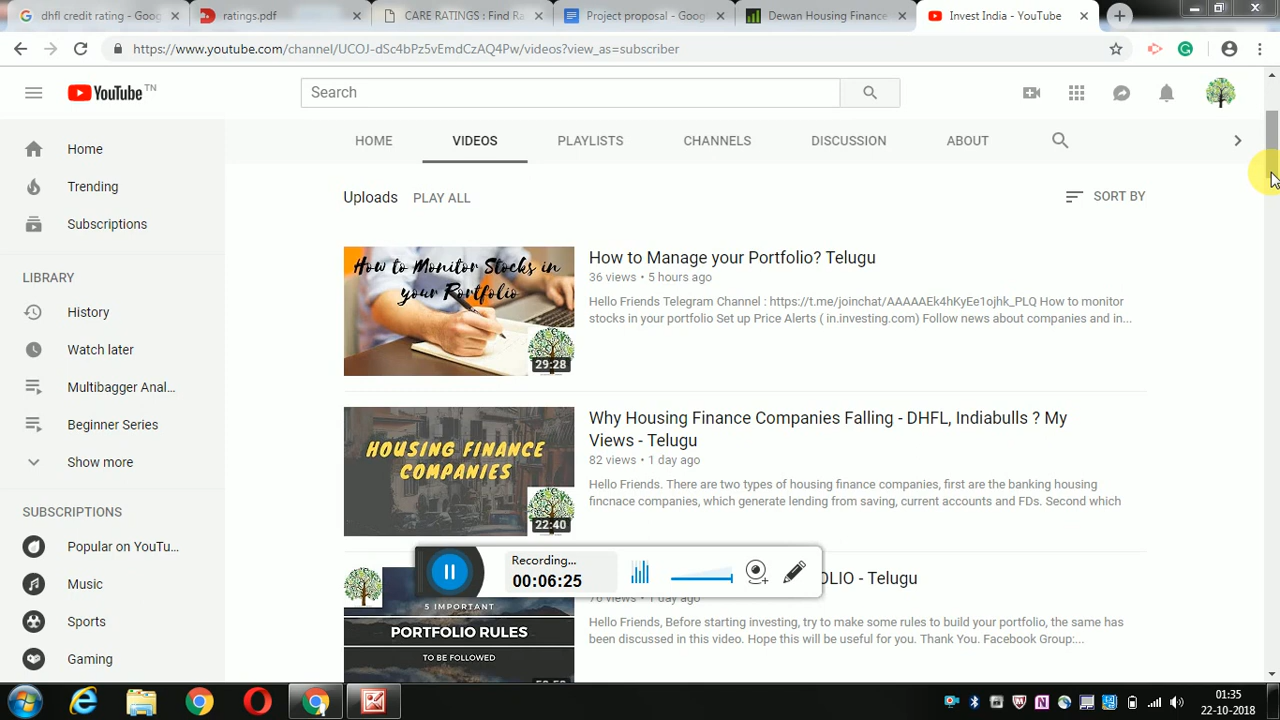 dhfl credit rating - Goog
ratings.pdf
CARE RATINGS : Find Ra
Project proposal - Goog
Dewan Housing Finance
Invest India - YouTube
https://www.youtube.com/channel/UCOJ-dSc4bPz5vEmdCzAQ4Pw/videos?view_as=subscriber
YouTube TN
Search
HOME VIDEOS PLAYLISTS CHANNELS DISCUSSION ABOUT
Home
Trending
Subscriptions
LIBRARY
History
Watch later
Multibagger Anal...
Beginner Series
Show more
SUBSCRIPTIONS
Popular on YouTu...
Music
Sports
Gaming
Uploads PLAY ALL
SORT BY
How to Monitor Stocks in
your Portfolio
29:28
How to Manage your Portfolio? Telugu
36 views • 5 hours ago
Hello Friends Telegram Channel : https://t.me/joinchat/AAAAAEk4hKyEe1ojhk_PLQ How to monitor
stocks in your portfolio Set up Price Alerts ( in.investing.com) Follow news about companies and in...
HOUSING FINANCE
COMPANIES
22:40
Why Housing Finance Companies Falling - DHFL, Indiabulls ? My
Views - Telugu
82 views • 1 day ago
Hello Friends. There are two types of housing finance companies, first are the banking housing
fincnace companies, which generate lending from saving, current accounts and FDs. Second which
Recording...
00:06:25
5 IMPORTANT
PORTFOLIO RULES
TO BE FOLLOWED
OLIO - Telugu
76 views • 1 day ago
Hello Friends, Before starting investing, try to make some rules to build your portfolio, the same has
been discussed in this video. Hope this will be useful for you. Thank You. Facebook Group:...
01:35
22-10-2018